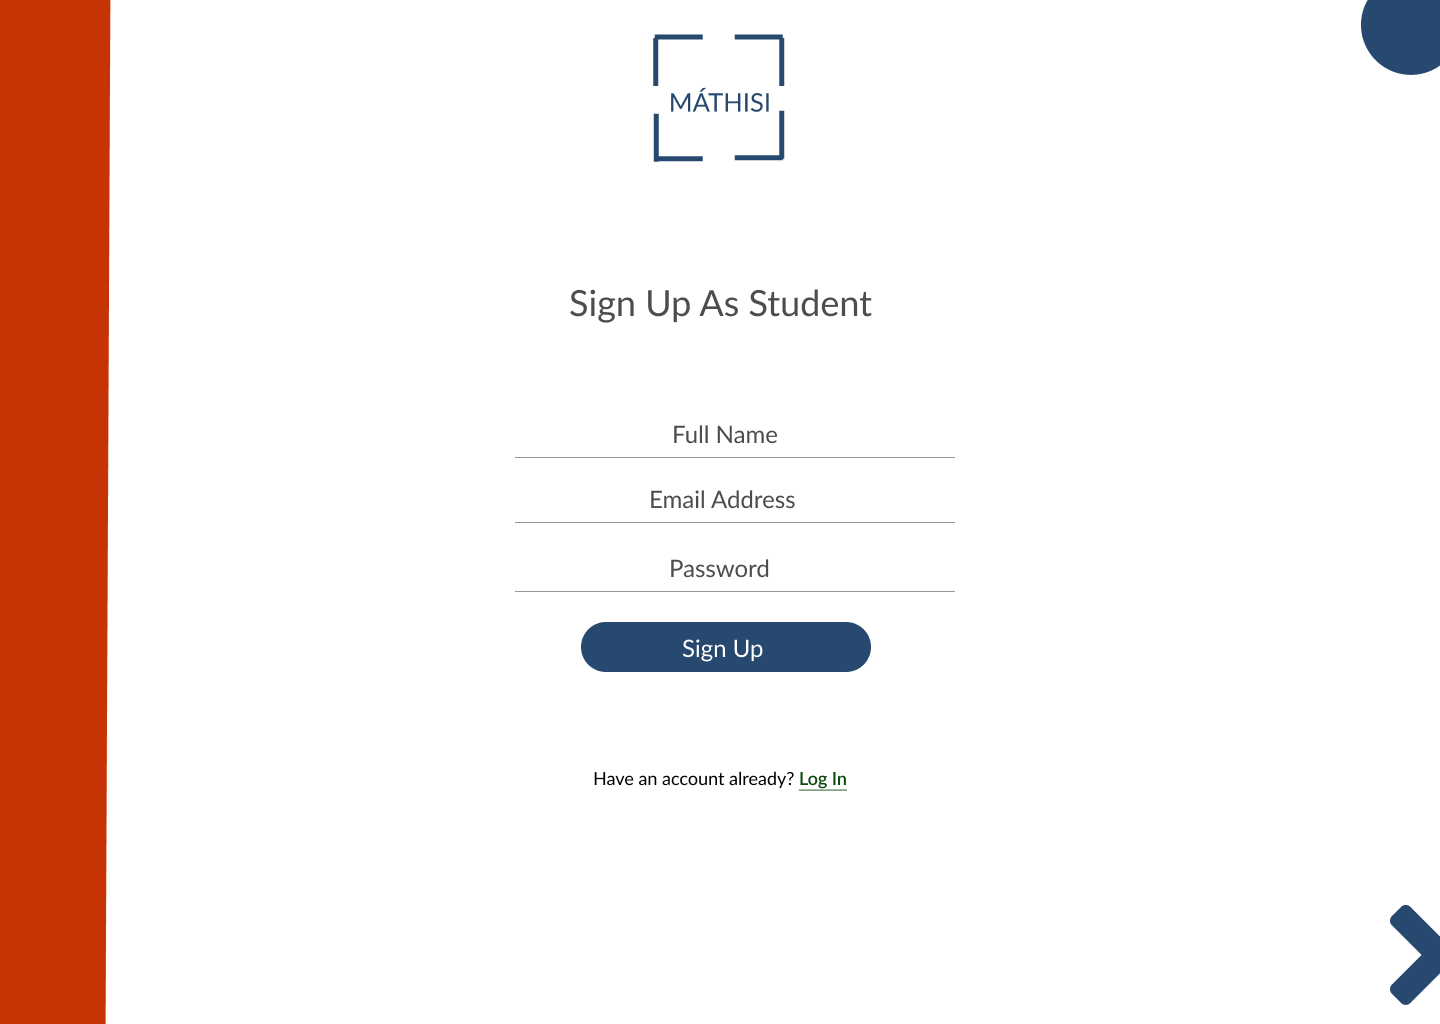 MÁTHISI
Sign Up As Student
Full Name
Email Address
Password
Sign Up
Have an account already? Log In